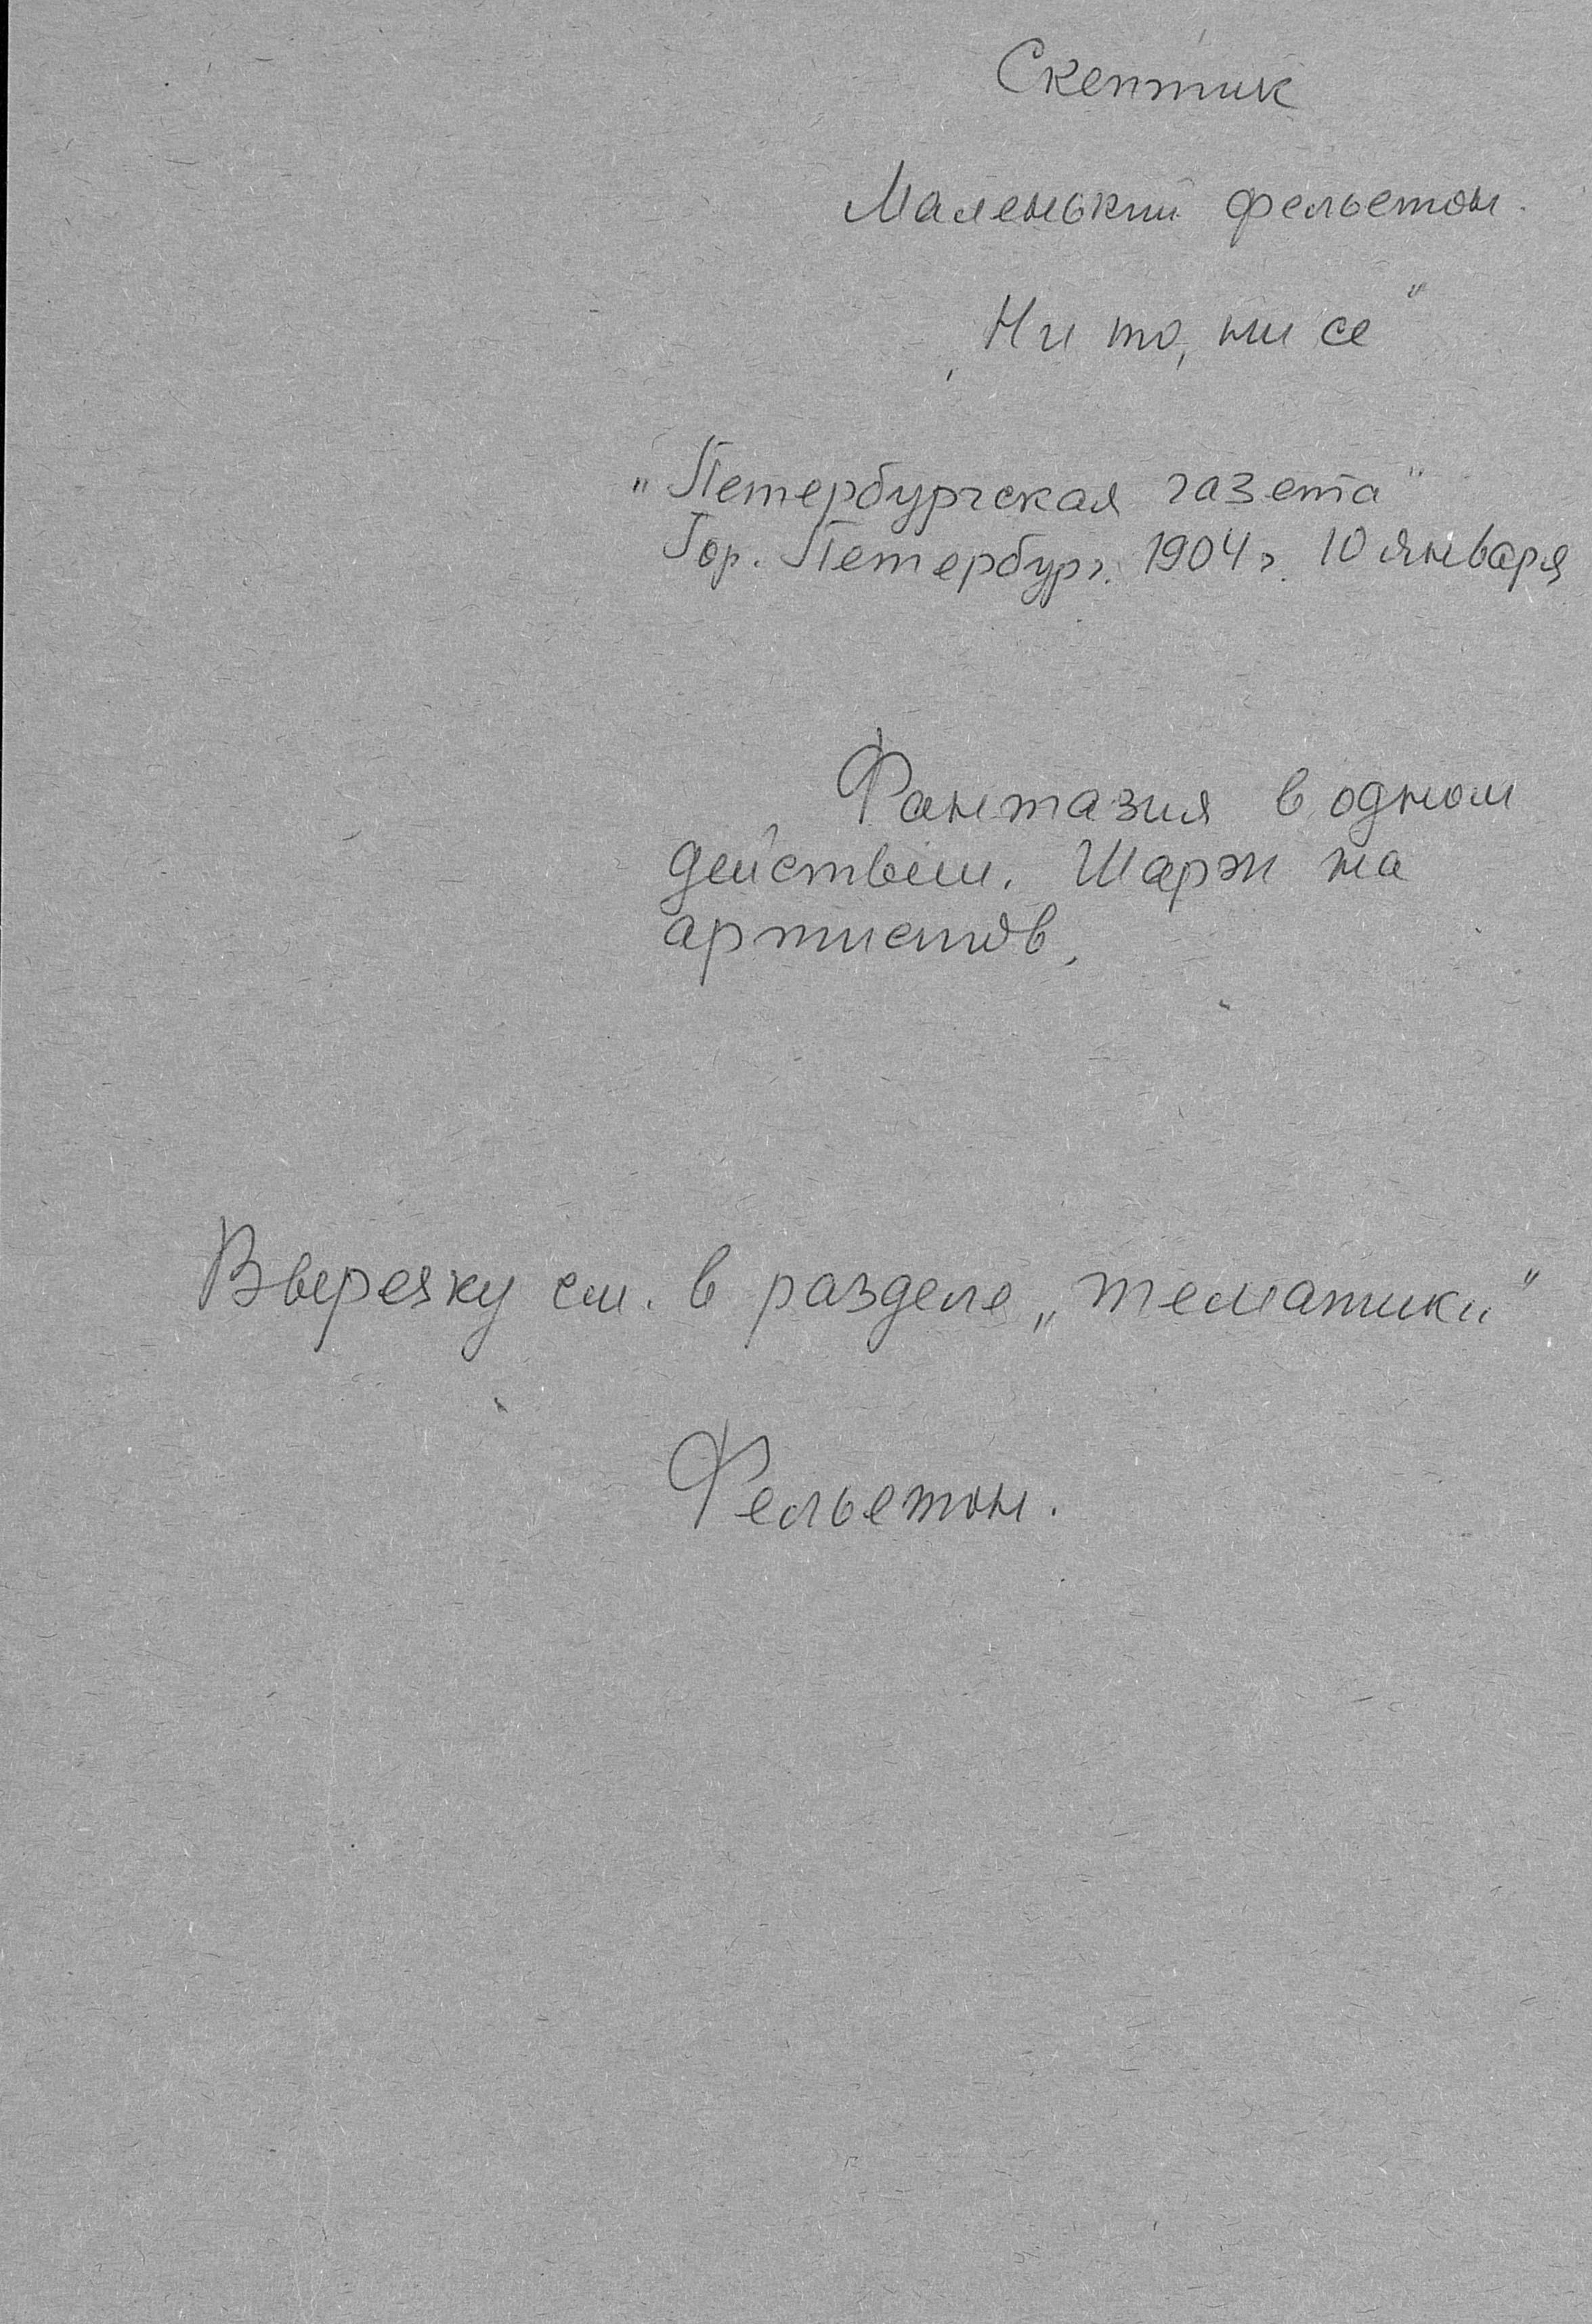 Скептик
Маленький фельетон.
„Ни то, ни се"
„Петербургская газета"
Гор. Петербург. 1904 г. 10 января
Фантазия в одном
действии. Шарж на
артистов.
см. в разделе „тематики"
Фельетон.